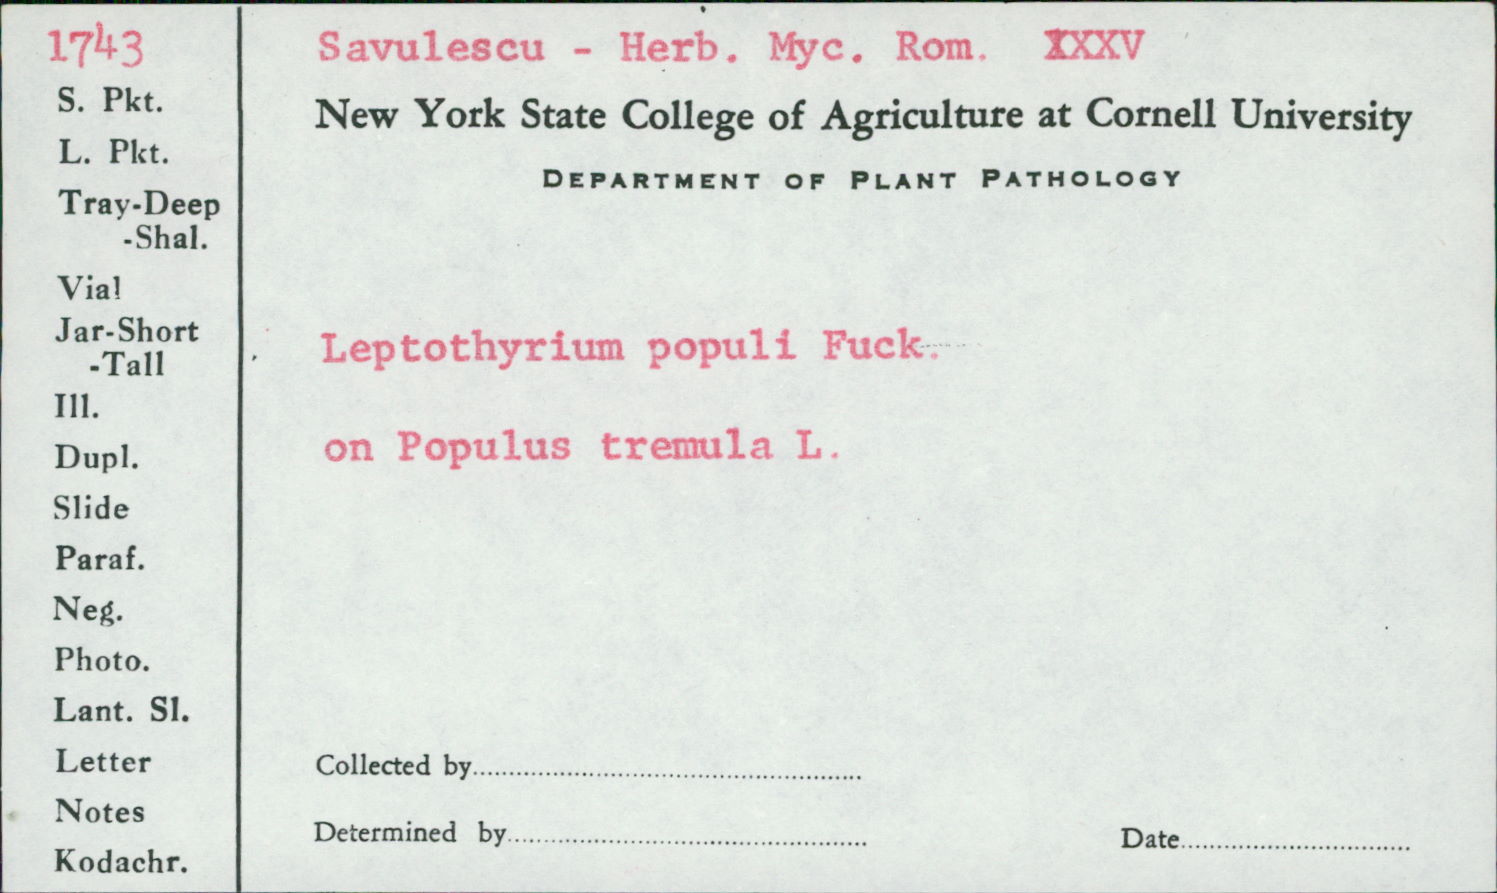 1743
Savulescu - Herb. Myc. Rom. XXXV
New York State College of Agriculture at Cornell University
DEPARTMENT OF PLANT PATHOLOGY
S. Pkt.
L. Pkt.
Tray-Deep
-Shal.
Vial
Jar-Short
-Tall
Ill.
Dupl.
Slide
Paraf.
Neg.
Photo.
Lant. Sl.
Letter
Notes
Kodachr.
Leptothyrium populi Fuck.
on Populus tremula L.
Collected by
Determined by
Date